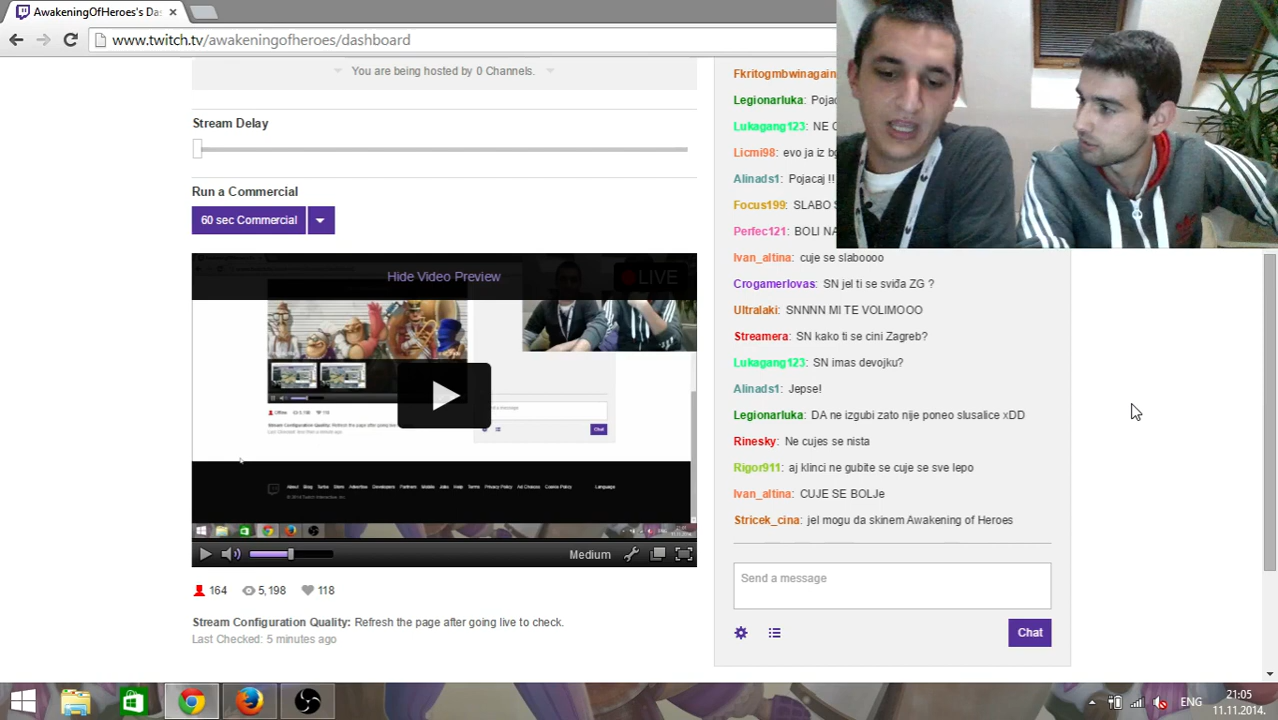 AwakeningOfHeroes's Das
www.twitch.tv/awakeningofheroes/dashboard
You are being hosted by 0 Channels.
Stream Delay
Run a Commercial
60 sec Commercial
Hide Video Preview
LIVE
Medium
164
5,198
118
Stream Configuration Quality: Refresh the page after going live to check.
Last Checked: 5 minutes ago
Fkritogmbwinagain
Legionarluka: Pojac
Lukagang123: NE
Licmi98: evo ja iz
Alinads1: Pojacaj !!
Focus199: SLABO
Perfec121: BOLI NA
Ivan_altina: cuje se slaboooo
Crogamerlovas: SN jel ti se sviđa ZG ?
Ultralaki: SNNNN MI TE VOLIMOOO
Streamera: SN kako ti se cini Zagreb?
Lukagang123: SN imas devojku?
Alinads1: Jepse!
Legionarluka: DA ne izgubi zato nije poneo slusalice xDD
Rinesky: Ne cujes se nista
Rigor911: aj klinci ne gubite se cuje se sve lepo
Ivan_altina: CUJE SE BOLJe
Stricek_cina: jel mogu da skinem Awakening of Heroes
Send a message
Chat
ENG
21:05
11.11.2014.